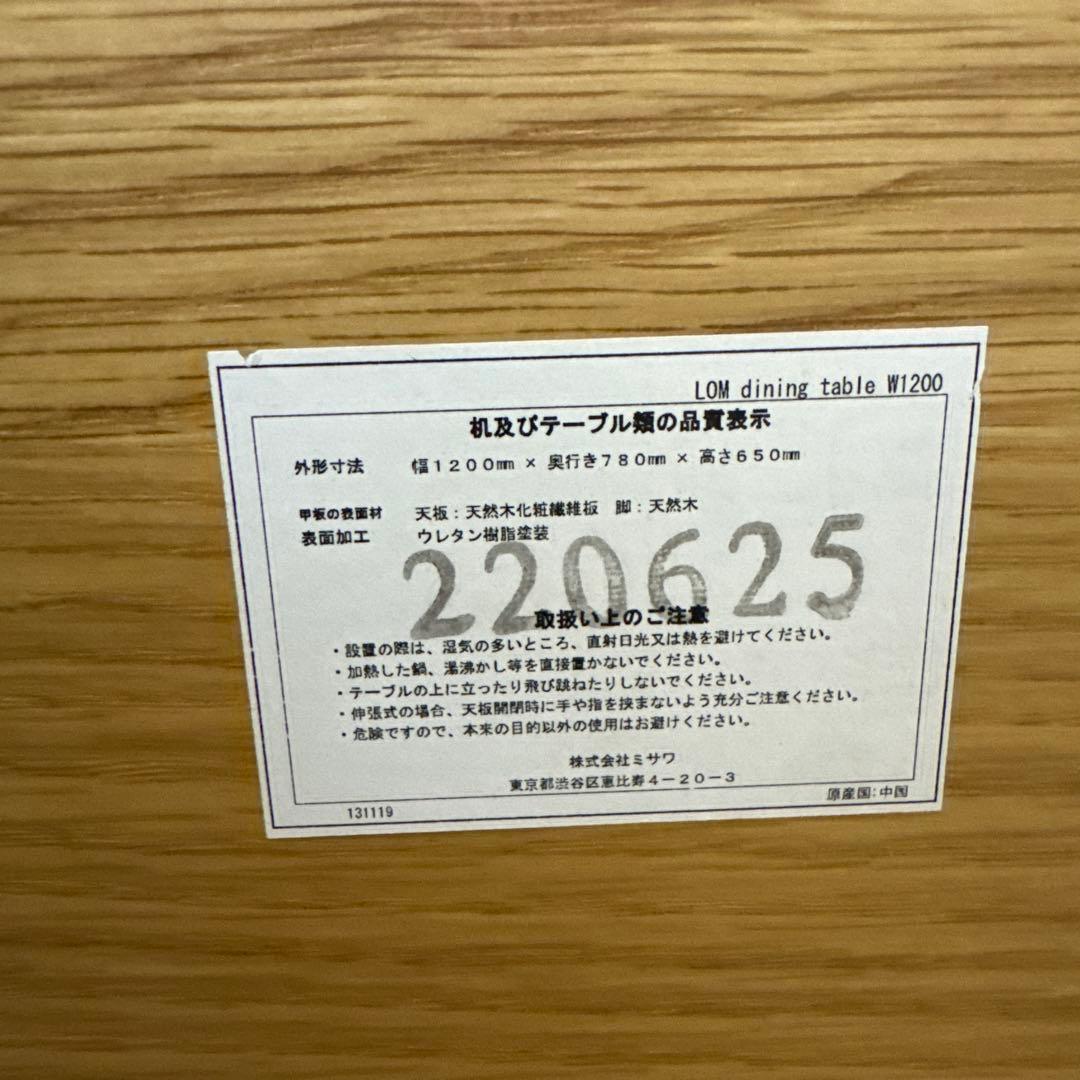 LOM dining table W1200
机及びテーブル類の品質表示
外形寸法 幅1200㎜ × 奥行き780㎜ × 高さ650㎜
甲板の表面材 天板:天然木化粧繊維板 脚:天然木
表面加工 ウレタン樹脂塗装
220625
取扱い上のご注意
・設置の際は、湿気の多いところ、直射日光又は熱を避けてください。
・加熱した鍋、湯沸かし等を直接置かないでください。
・テーブルの上に立ったり飛び跳ねたりしないでください。
・伸張式の場合、天板開閉時に手や指を挟まないよう充分ご注意ください。
・危険ですので、本来の目的以外の使用はお避けください。
株式会社ミサワ
東京都渋谷区恵比寿4-20-3
原産国:中国
131119